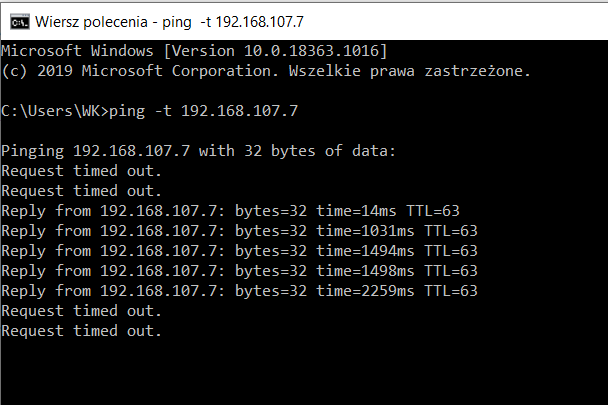 Wiersz polecenia - ping -t 192.168.107.7
Microsoft Windows [Version 10.0.18363.1016]
(c) 2019 Microsoft Corporation. Wszelkie prawa zastrzeżone.
C:\Users\WK>ping -t 192.168.107.7
Pinging 192.168.107.7 with 32 bytes of data:
Request timed out.
Request timed out.
Reply from 192.168.107.7: bytes=32 time=14ms TTL=63
Reply from 192.168.107.7: bytes=32 time=1031ms TTL=63
Reply from 192.168.107.7: bytes=32 time=1494ms TTL=63
Reply from 192.168.107.7: bytes=32 time=1498ms TTL=63
Reply from 192.168.107.7: bytes=32 time=2259ms TTL=63
Request timed out.
Request timed out.